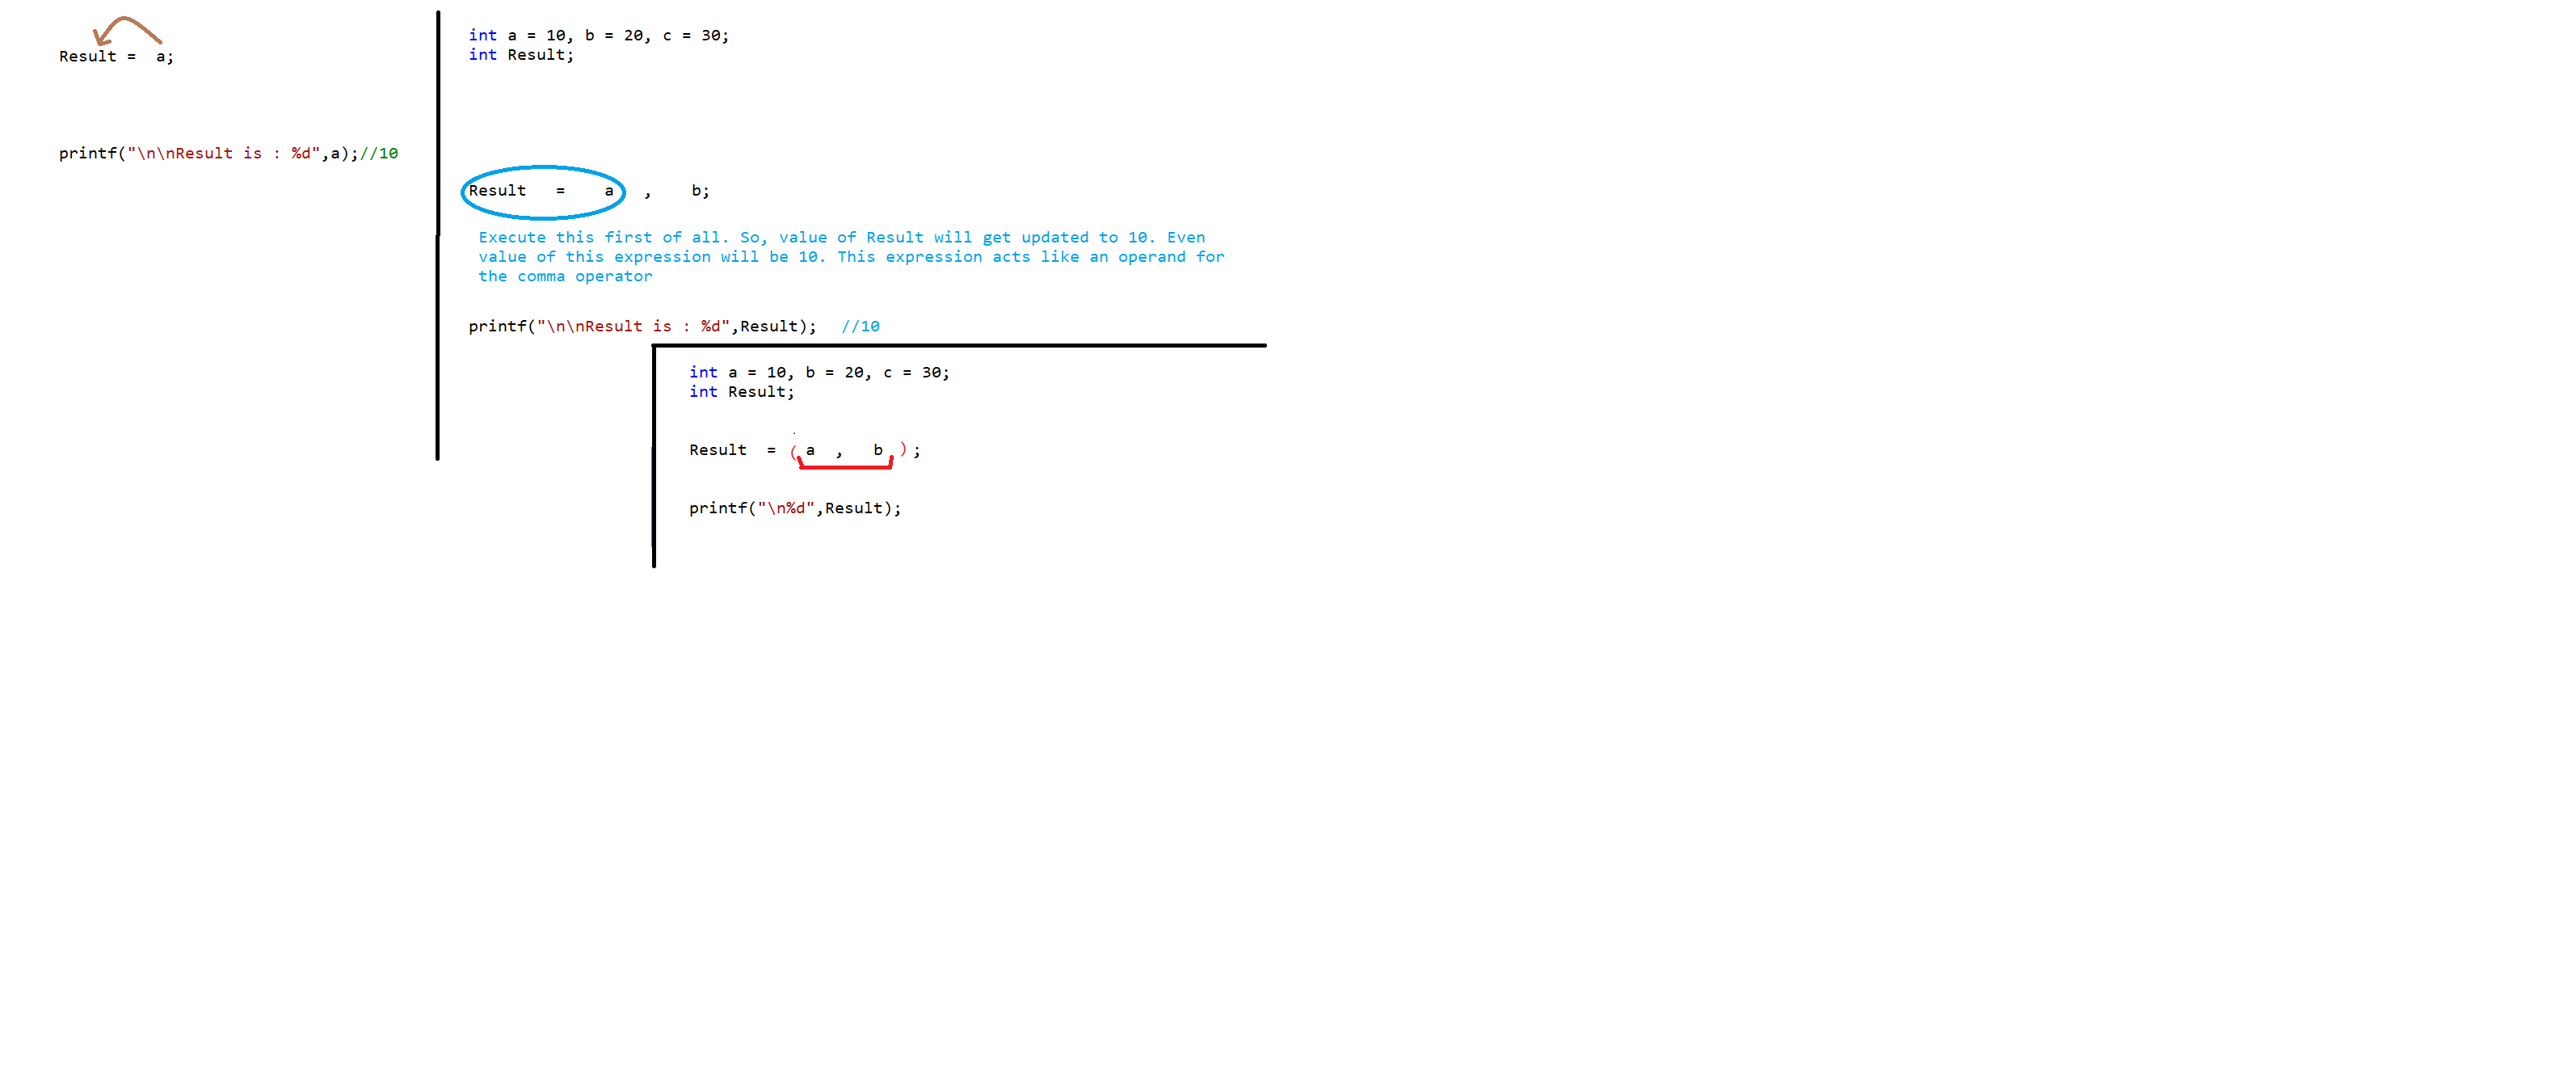 Result =  a;
printf("\n\nResult is : %d",a);//10
int a = 10, b = 20, c = 30;
int Result;
Result   =    a   ,    b;
Execute this first of all. So, value of Result will get updated to 10. Even
value of this expression will be 10. This expression acts like an operand for
the comma operator
printf("\n\nResult is : %d",Result);  //10
int a = 10, b = 20, c = 30;
int Result;
Result  = ( a  ,   b );
printf("\n%d",Result);